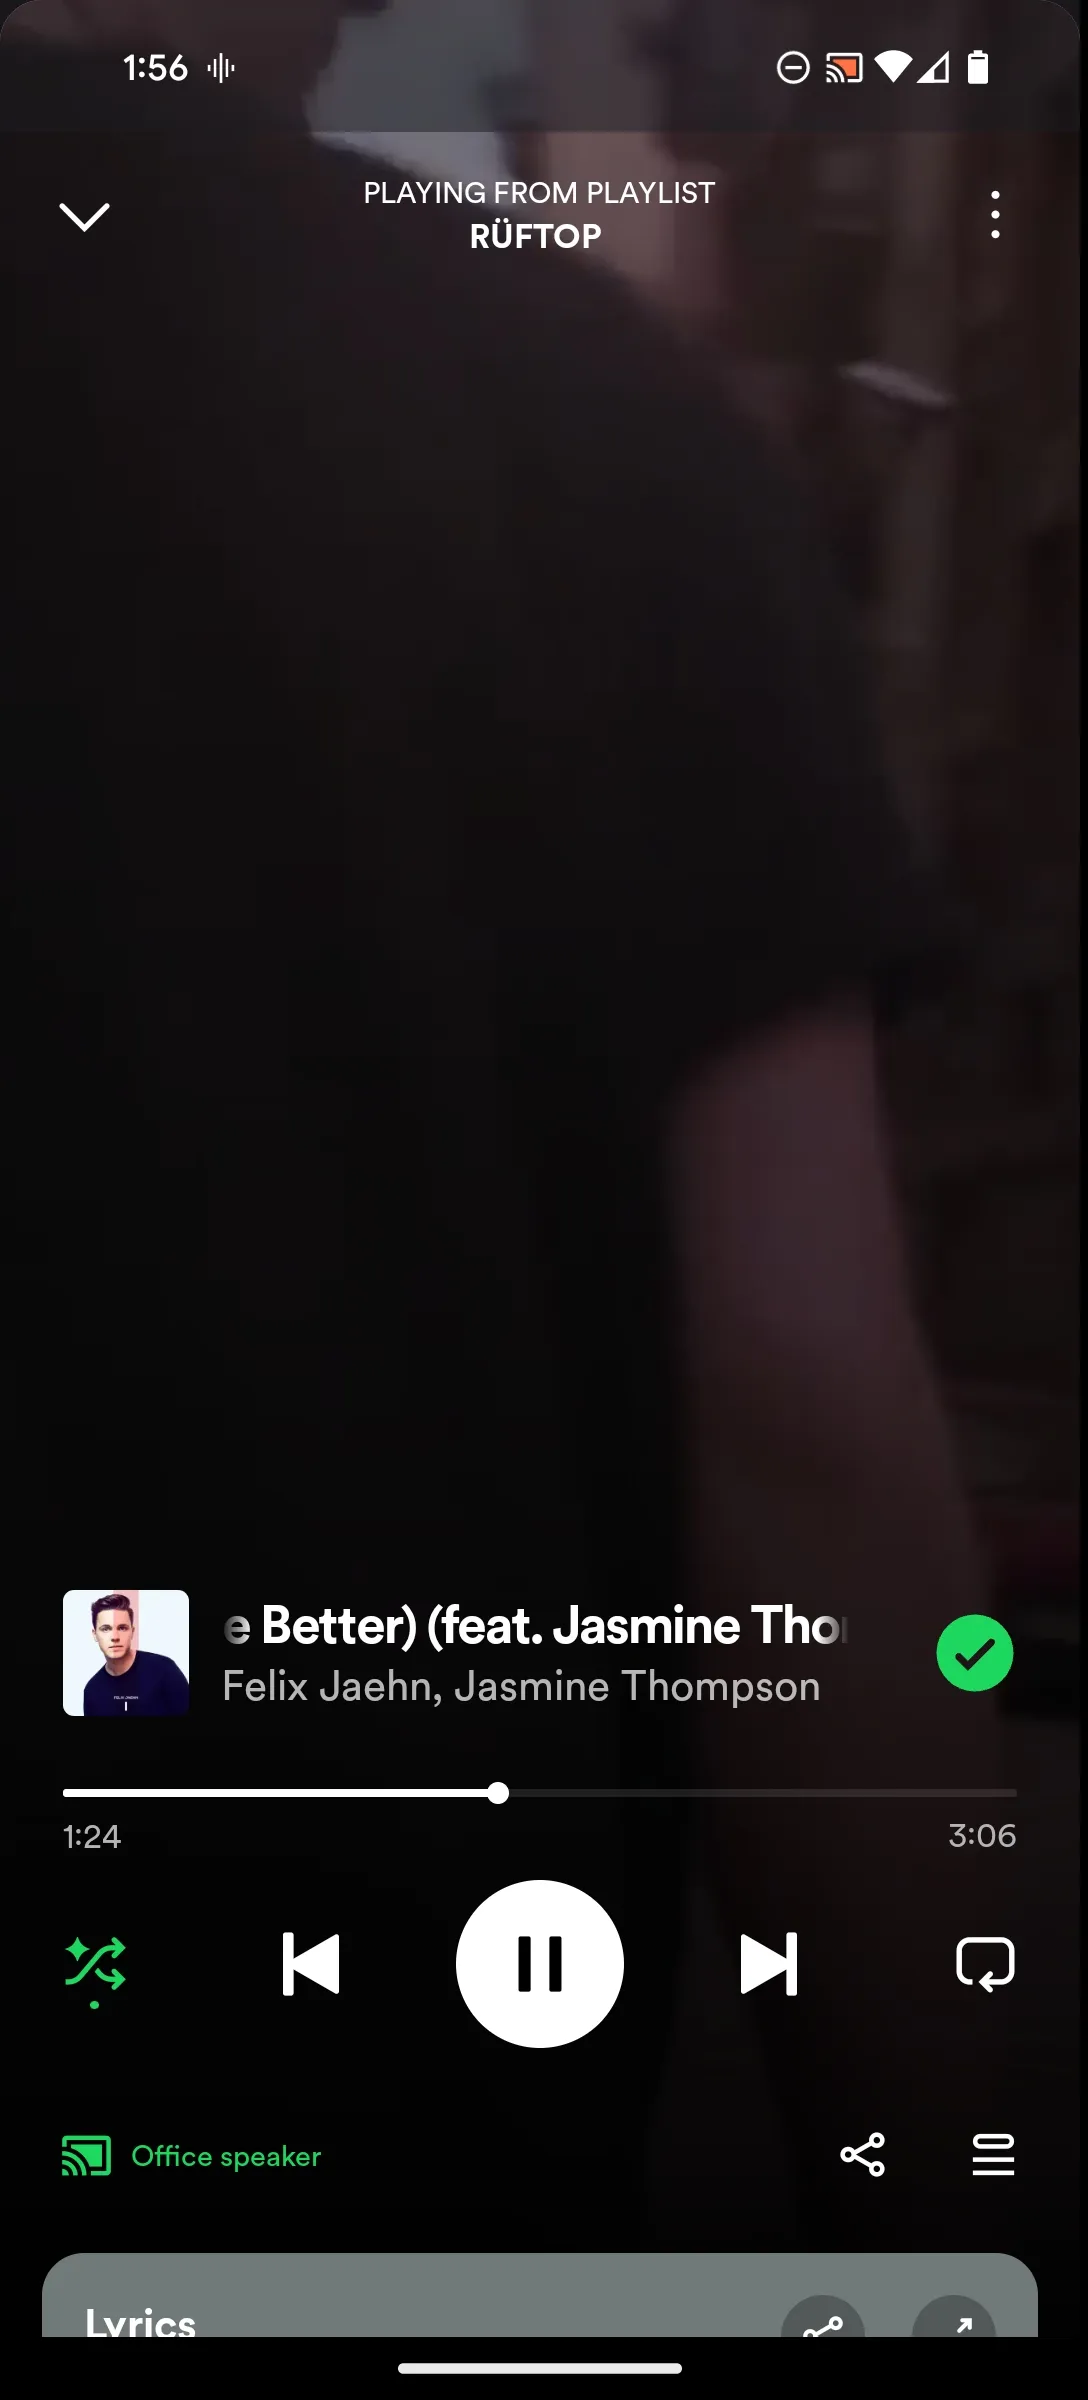 1:56
PLAYING FROM PLAYLIST
RÜFTOP
e Better) (feat. Jasmine Tho
Felix Jaehn, Jasmine Thompson
1:24
3:06
Office speaker
Lyrics